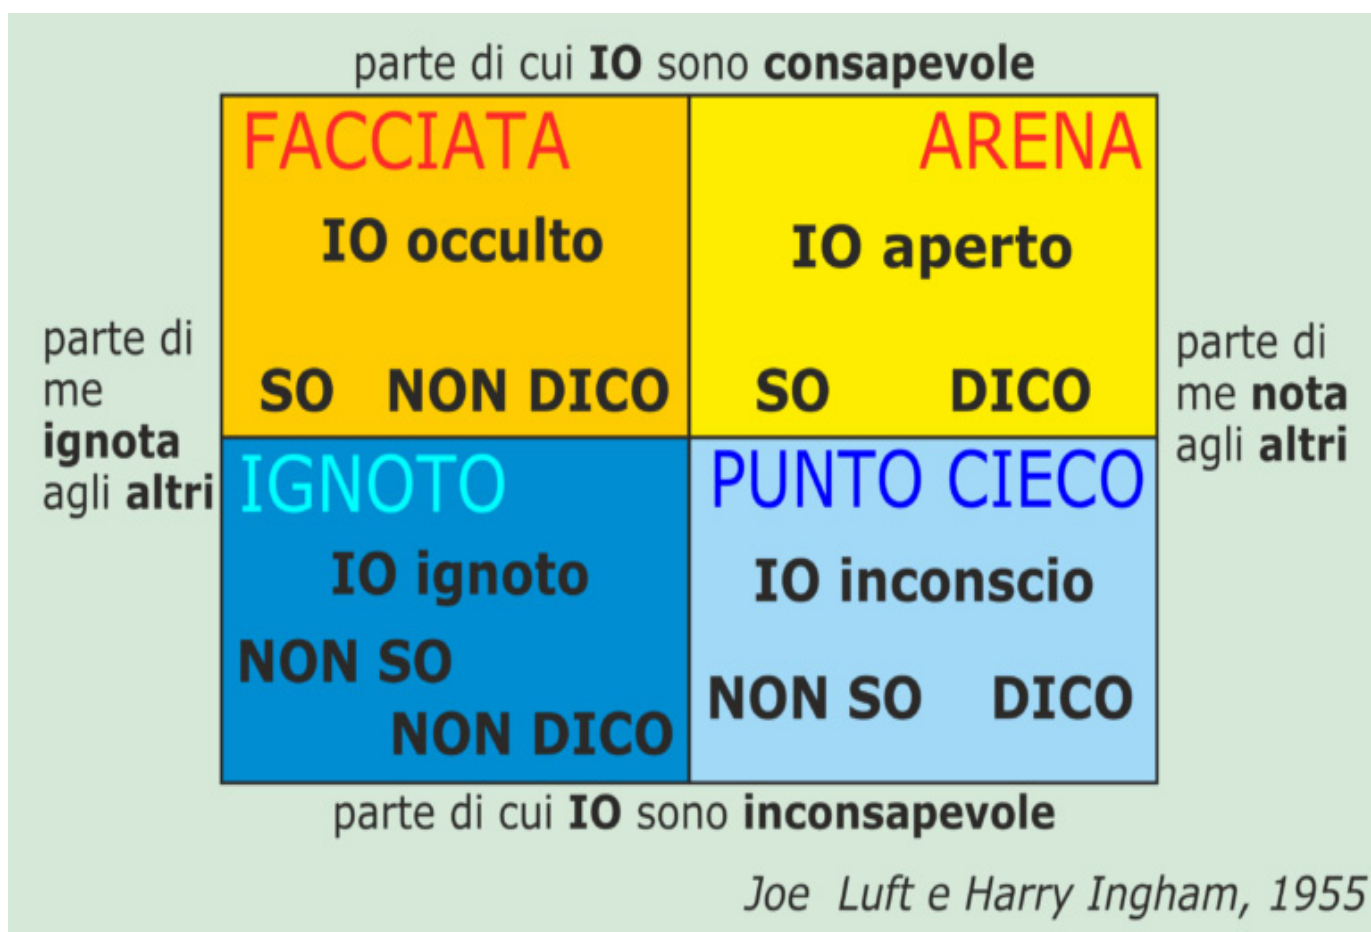 parte di cui IO sono consapevole
FACCIATA
IO occulto
SO NON DICO
ARENA
IO aperto
SO DICO
parte di
me
ignota
agli altri
parte di
me nota
agli altri
IGNOTO
IO ignoto
NON SO
NON DICO
PUNTO CIECO
IO inconscio
NON SO DICO
parte di cui IO sono inconsapevole
Joe Luft e Harry Ingham, 1955